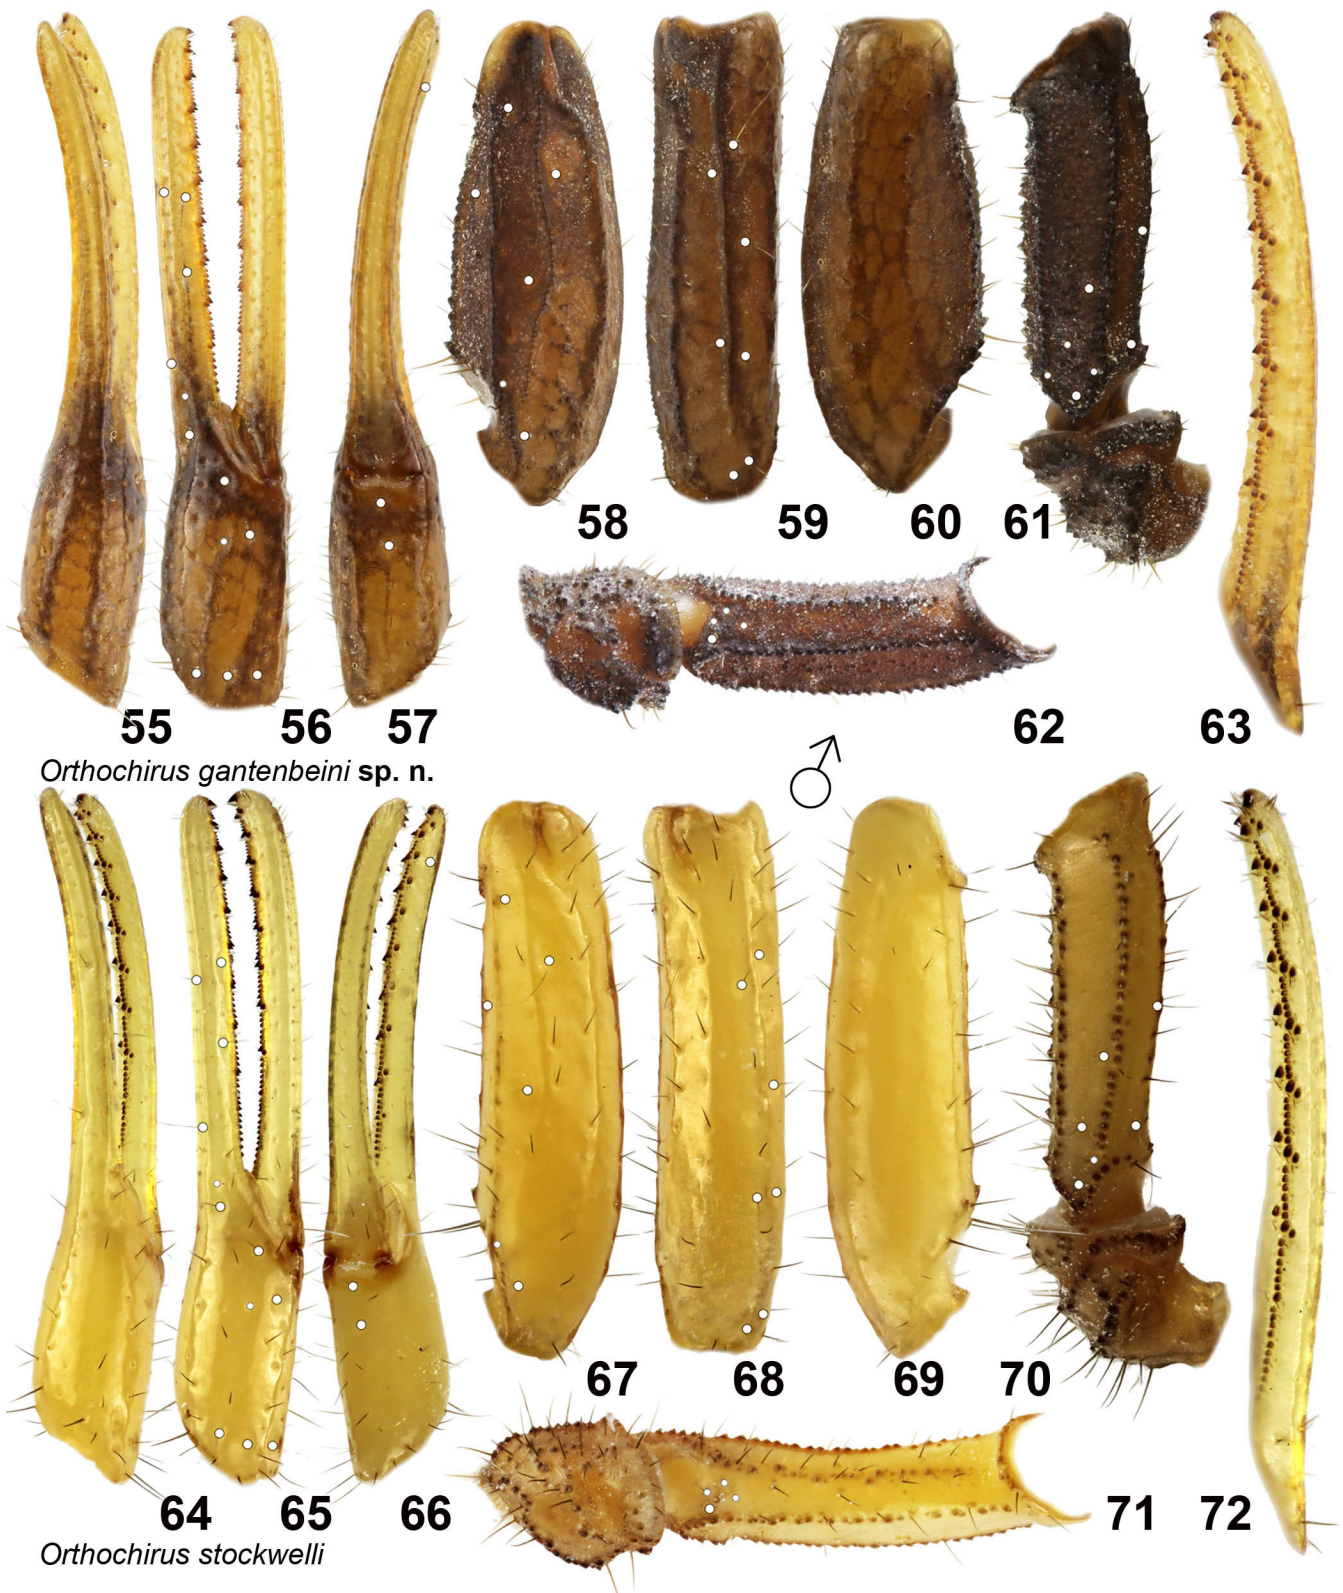 58 59 60 61
55 56 57 62 63
Orthochirus gantenbeini sp. n.
♂
67 68 69 70
64 65 66 71 72
Orthochirus stockwelli